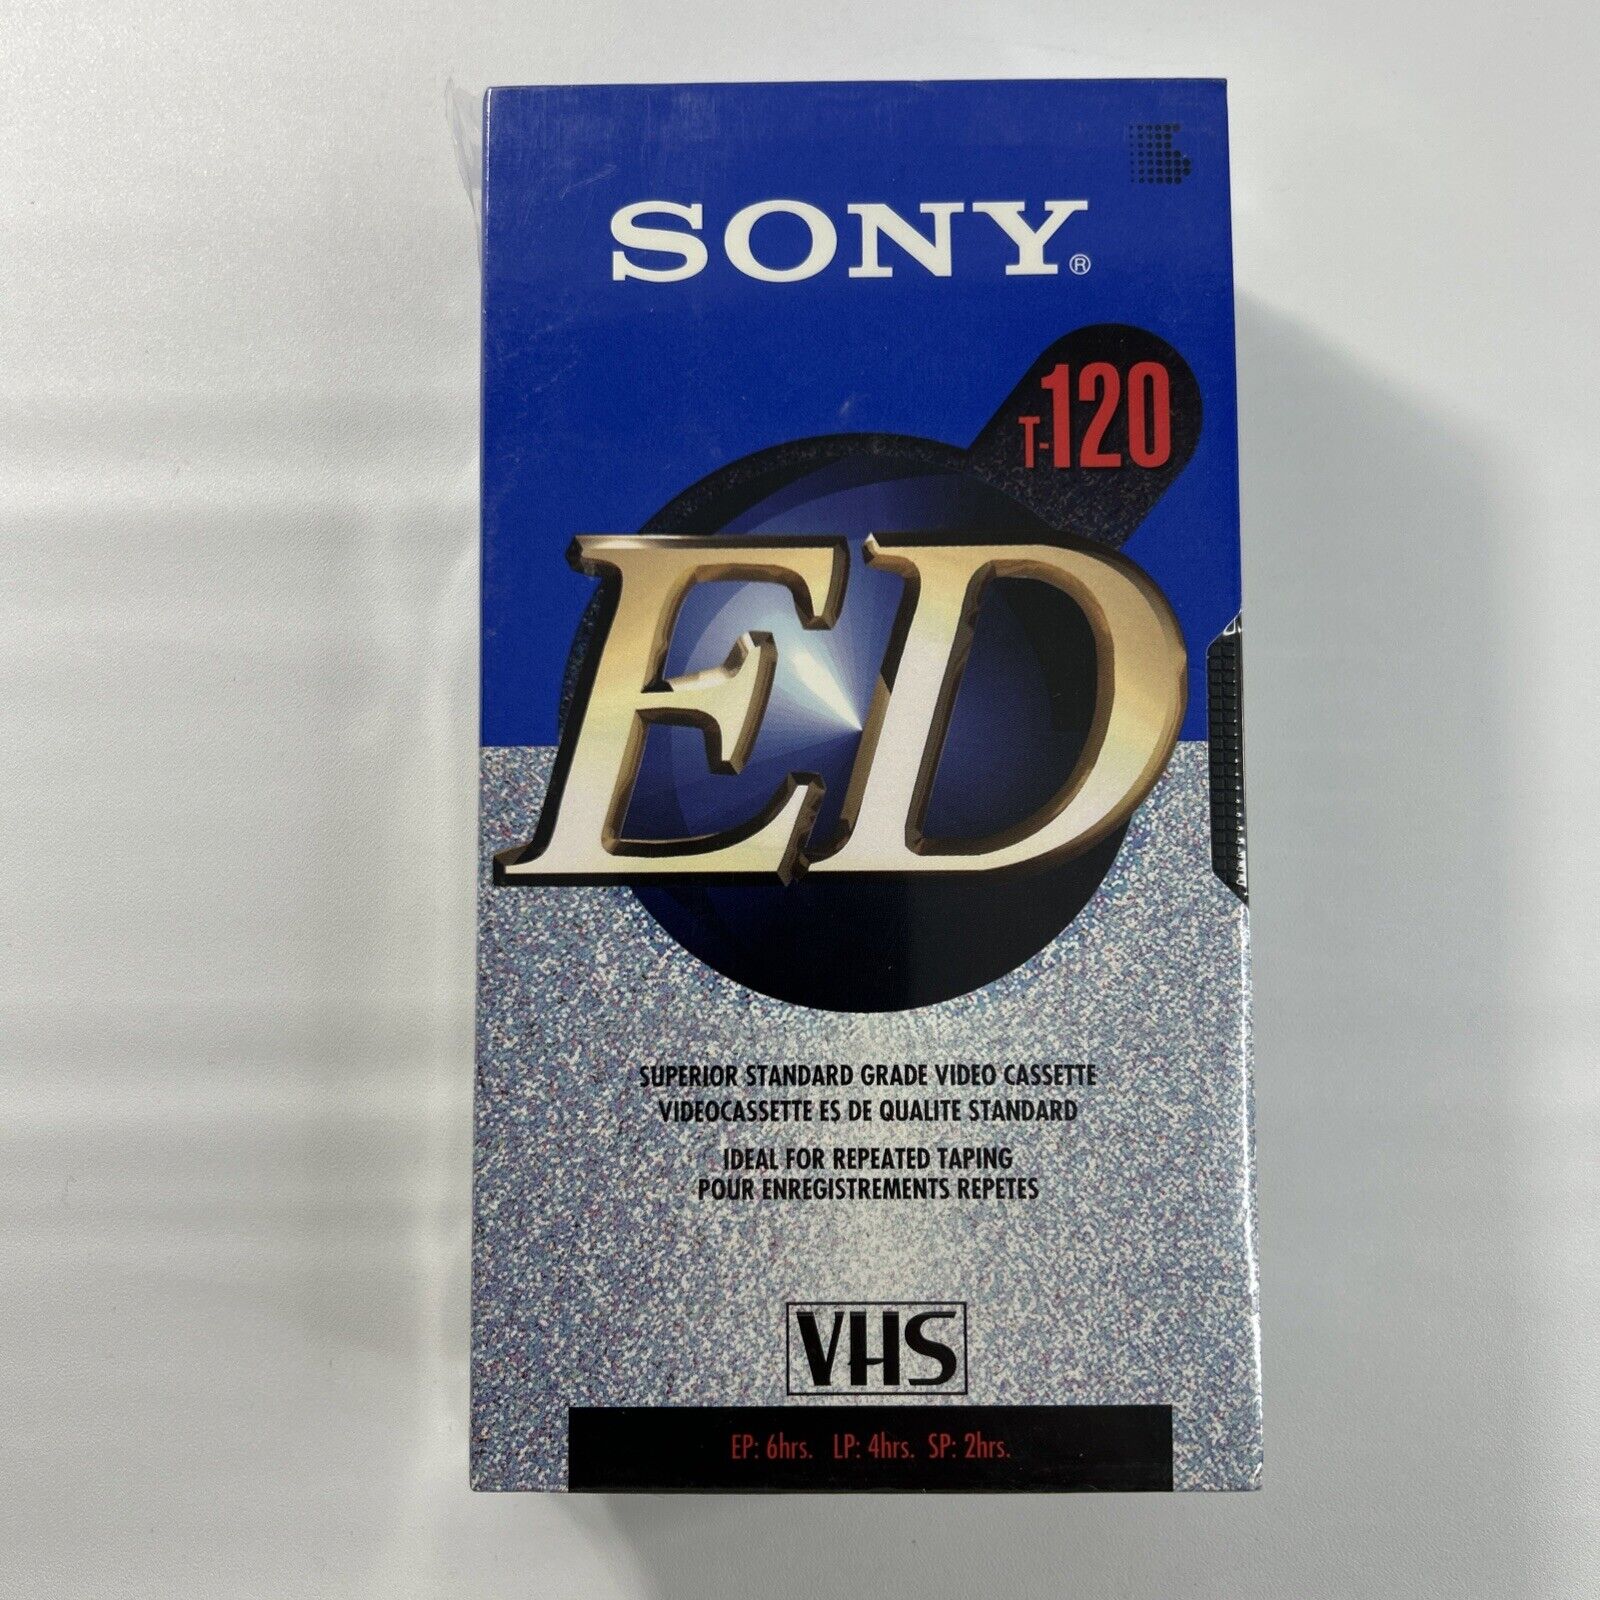 SONY®
T-120
ED
SUPERIOR STANDARD GRADE VIDEO CASSETTE
VIDEOCASSETTE ES DE QUALITE STANDARD
IDEAL FOR REPEATED TAPING
POUR ENREGISTREMENTS REPETES
VHS
EP: 6hrs. LP: 4hrs. SP: 2hrs.